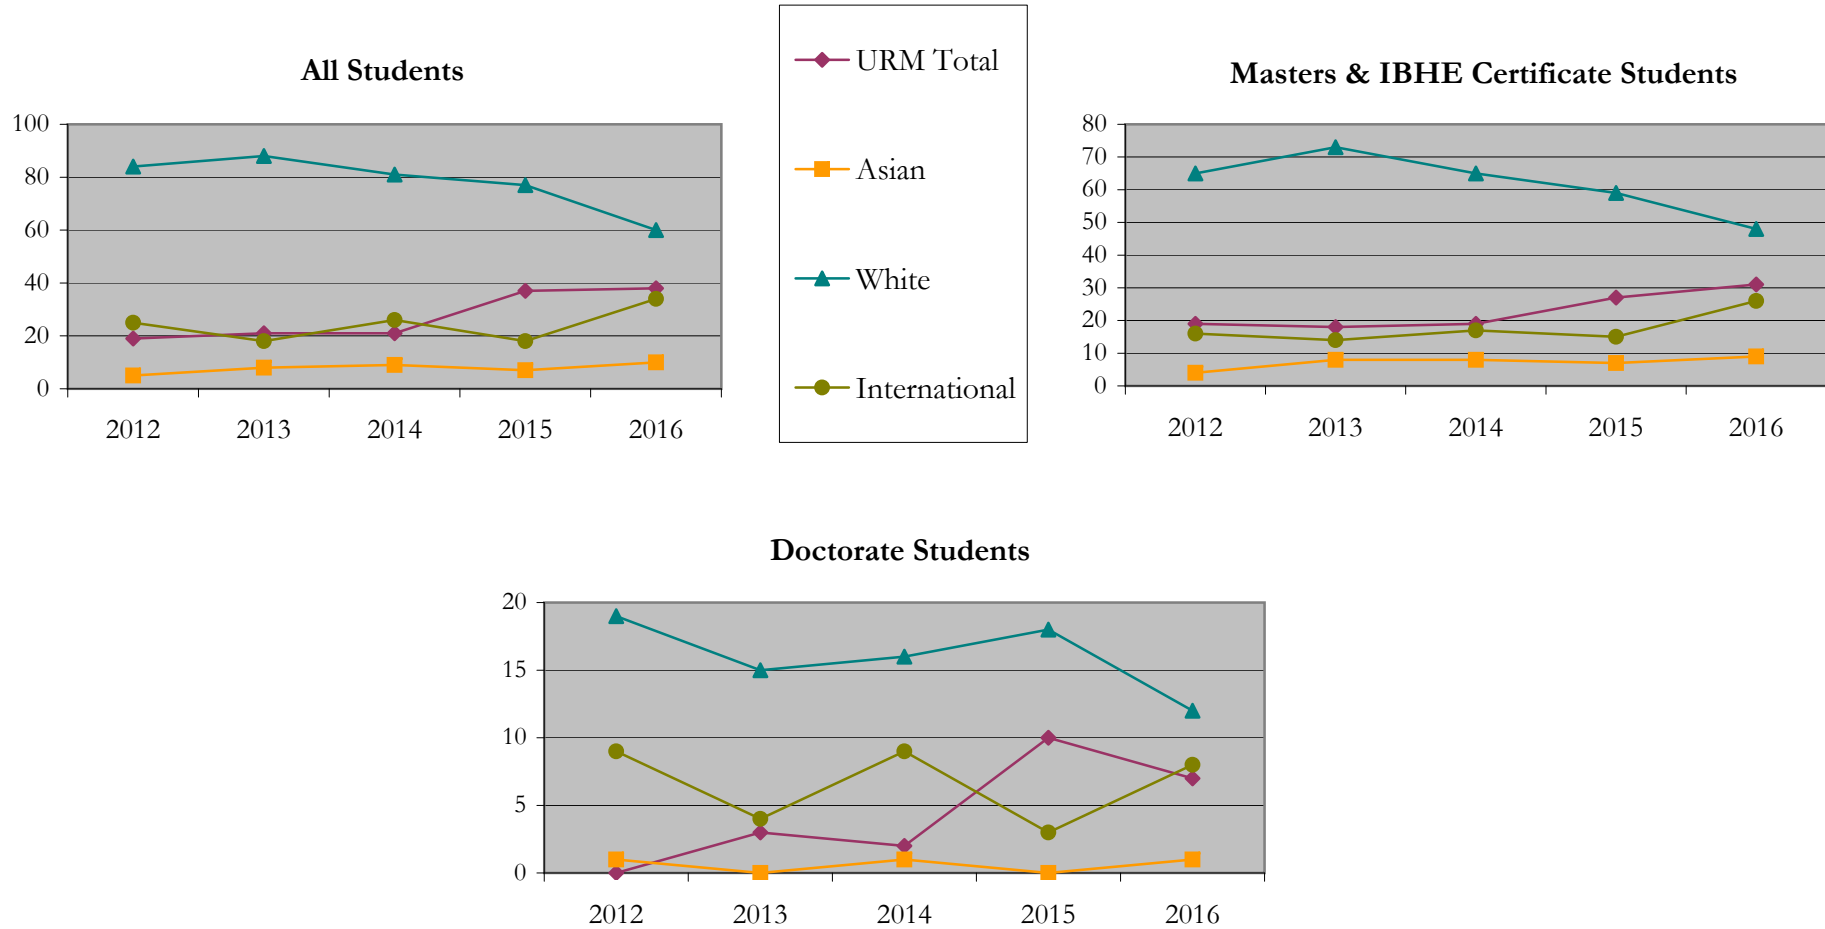 All Students
100
80
60
40
20
0
2012 2013 2014 2015 2016
URM Total
Asian
White
International
Masters & IBHE Certificate Students
80
70
60
50
40
30
20
10
0
2012 2013 2014 2015 2016
Doctorate Students
20
15
10
5
0
2012 2013 2014 2015 2016